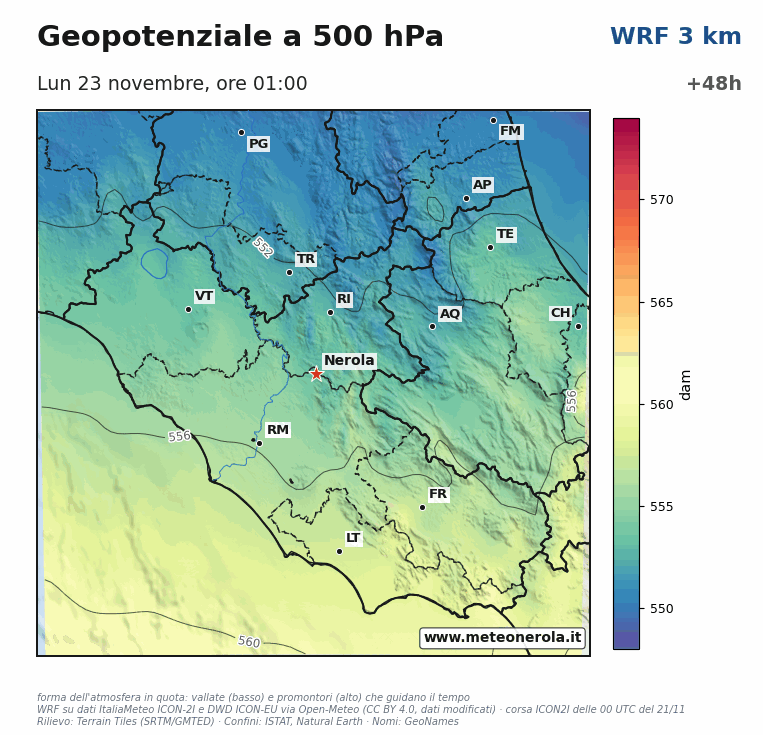 Geopotenziale a 500 hPa
WRF 3 km
Lun 23 novembre, ore 01:00
+48h
PG
FM
AP
TE
552
TR
VT
RI
AQ
CH
Nerola
556
556
RM
FR
LT
560
www.meteonerola.it
570
565
560
555
550
dam
forma dell'atmosfera in quota: vallate (basso) e promontori (alto) che guidano il tempo
WRF su dati ItaliaMeteo ICON-2I e DWD ICON-EU via Open-Meteo (CC BY 4.0, dati modificati) · corsa ICON2I delle 00 UTC del 21/11
Rilievo: Terrain Tiles (SRTM/GMTED) · Confini: ISTAT, Natural Earth · Nomi: GeoNames